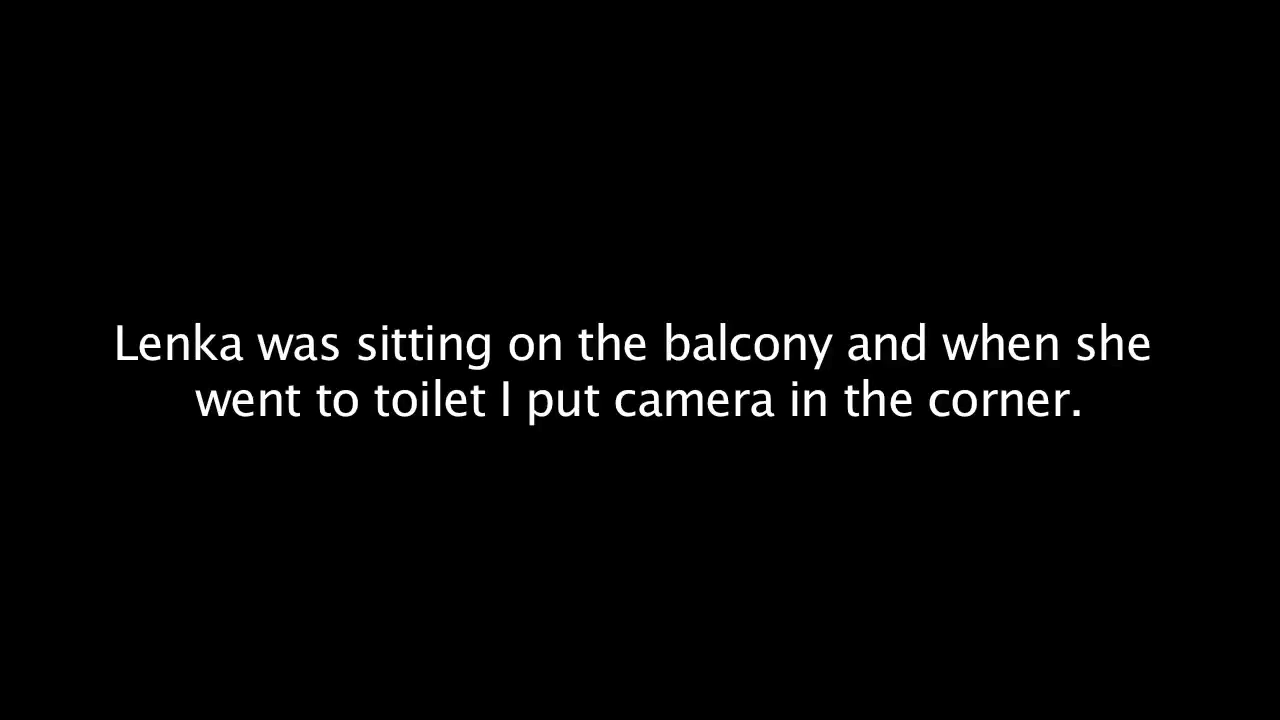 Lenka was sitting on the balcony and when she
went to toilet I put camera in the corner.